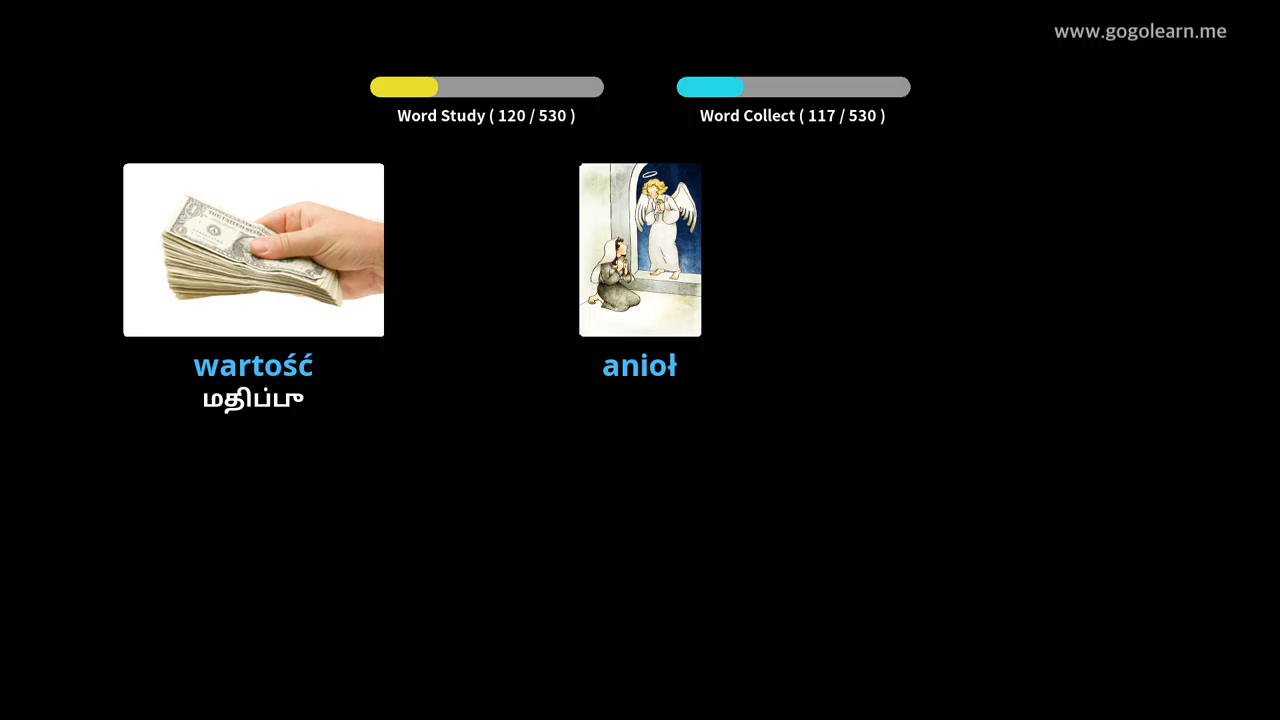 www.gogolearn.me
Word Study ( 120 / 530 )
Word Collect ( 117 / 530 )
wartość
மதிப்பு
anioł